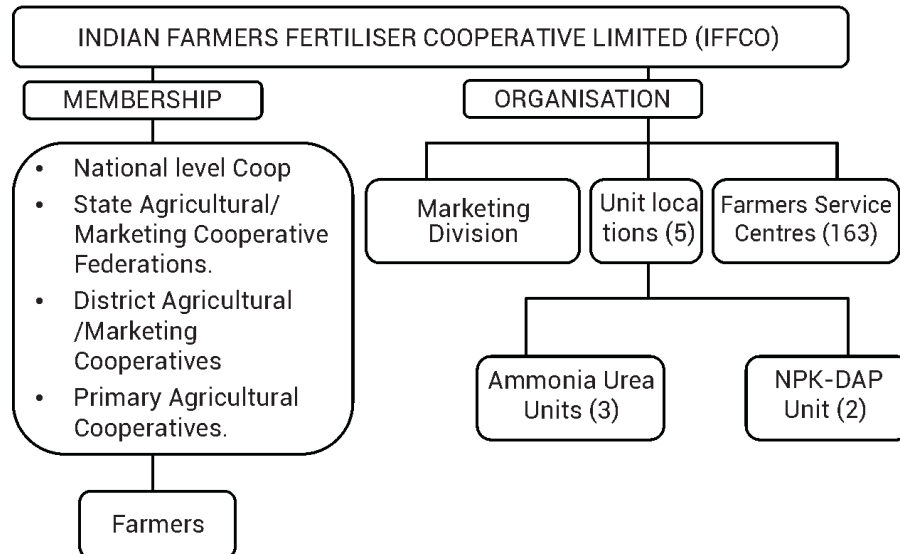 INDIAN FARMERS FERTILISER COOPERATIVE LIMITED (IFFCO)
MEMBERSHIP
• National level Coop
• State Agricultural/
Marketing Cooperative
Federations.
• District Agricultural
/Marketing
Cooperatives
• Primary Agricultural
Cooperatives.
Farmers
ORGANISATION
Marketing
Division
Unit loca
tions (5)
Farmers Service
Centres (163)
Ammonia Urea
Units (3)
NPK-DAP
Unit (2)